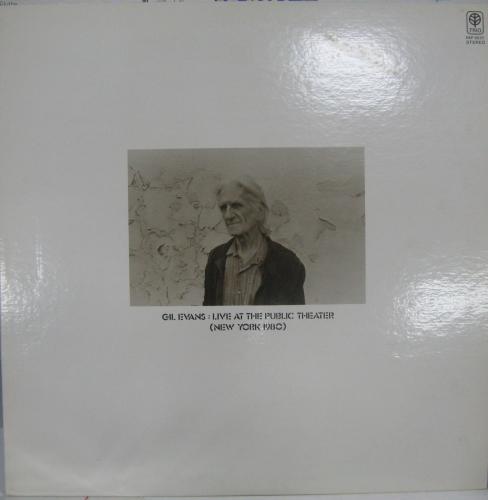 TRIO
STEREO
GIL EVANS : LIVE AT THE PUBLIC THEATER
(NEW YORK 1980)